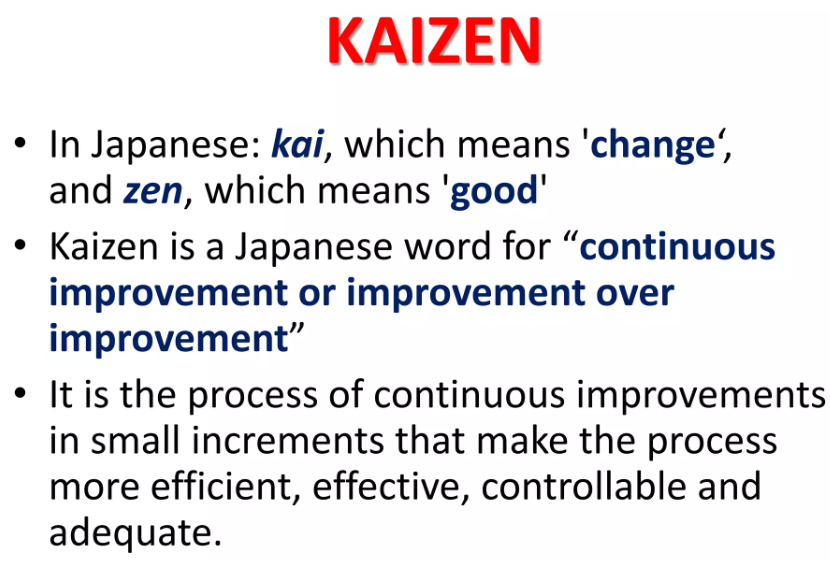 KAIZEN
• In Japanese: kai, which means 'change‘,
and zen, which means 'good'
• Kaizen is a Japanese word for “continuous
improvement or improvement over
improvement”
• It is the process of continuous improvements
in small increments that make the process
more efficient, effective, controllable and
adequate.